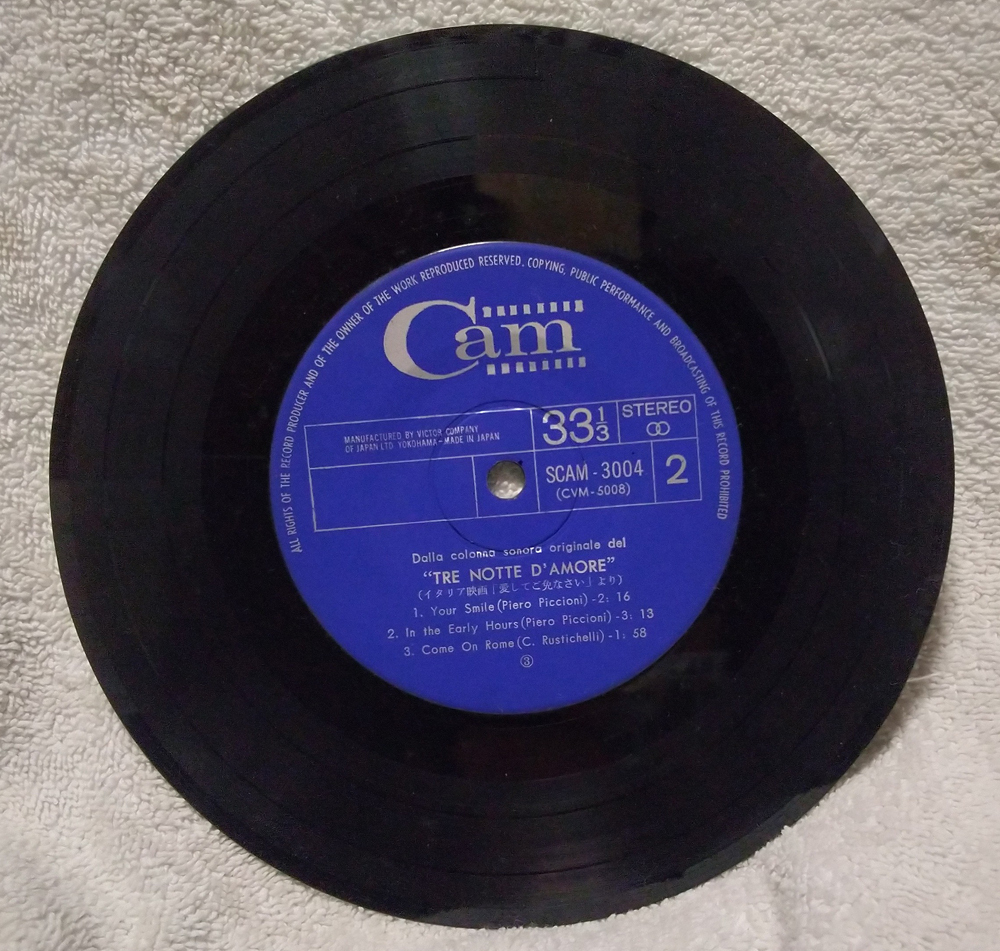 ALL RIGHTS OF THE RECORD PRODUCER AND OF THE OWNER OF THE WORK REPRODUCED RESERVED. COPYING, PUBLIC PERFORMANCE AND BROADCASTING OF THIS RECORD PROHIBITED
Cam
MANUFACTURED BY VICTOR COMPANY
OF JAPAN LTD. YOKOHAMA-MADE IN JAPAN
33 1/3
STEREO
SCAM-3004
(CVM-5008)
2
Dalla colonna sonora originale del
“TRE NOTTE D'AMORE”
(イタリア映画「愛してご免なさい」より)
1. Your Smile (Piero Piccioni) -2: 16
2. In the Early Hours (Piero Piccioni) -3: 13
3. Come On Rome (C. Rustichelli) -1: 58
③